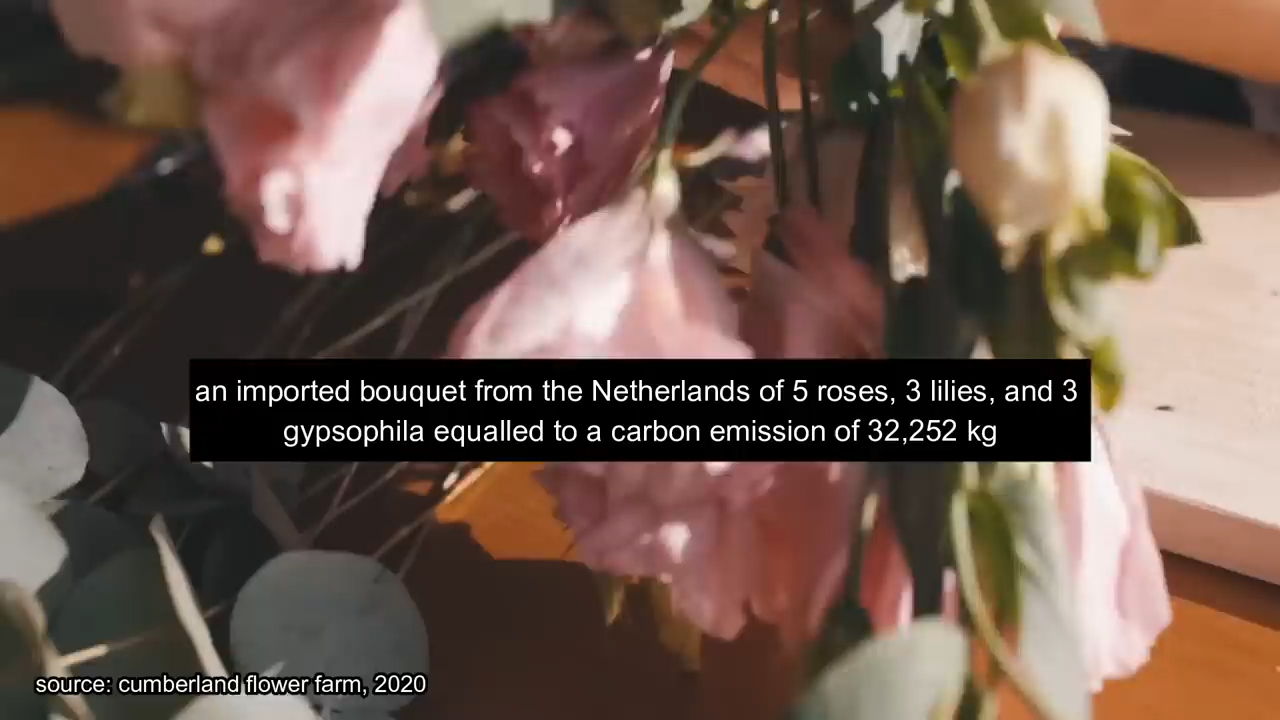 an imported bouquet from the Netherlands of 5 roses, 3 lilies, and 3
gypsophila equalled to a carbon emission of 32,252 kg
source: cumberland flower farm, 2020